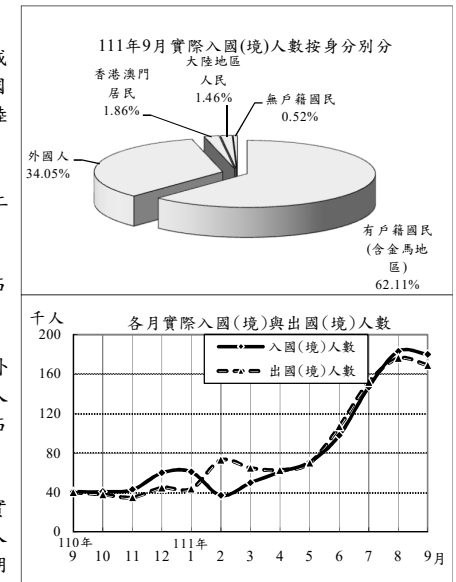 111年9月實際入國(境)人數按身分別分
香港澳門
居民
1.86%
大陸地區
人民
1.46%
無戶籍國民
0.52%
外國人
34.05%
有戶籍國民
(含金馬地
區)
62.11%
千人
各月實際入國(境)與出國(境)人數
入國(境)人數
出國(境)人數
200
160
120
80
40
0
110年 111年
9 10 11 12 1 2 3 4 5 6 7 8 9月